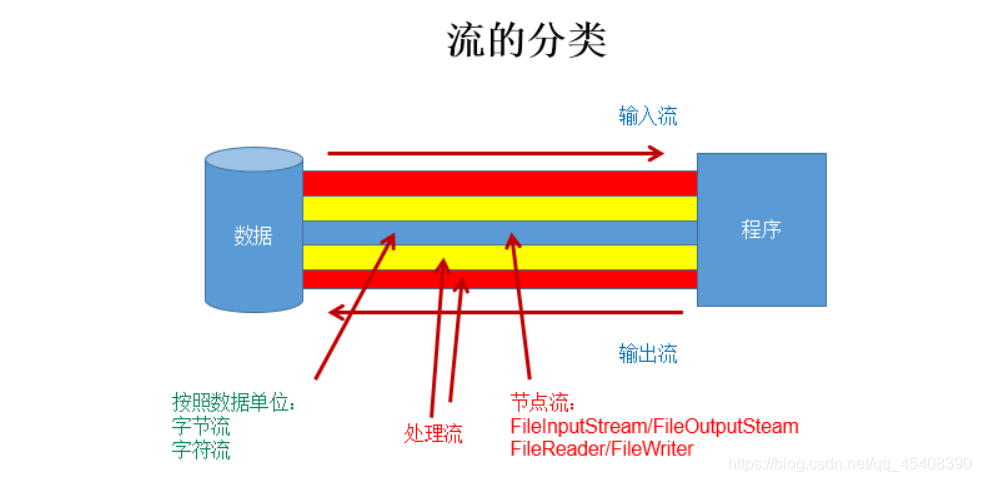 流的分类
输入流
数据
程序
输出流
按照数据单位：
字节流
字符流
处理流
节点流：
FileInputStream/FileOutputSteam
FileReader/FileWriter
https://blog.csdn.net/qq_45408390